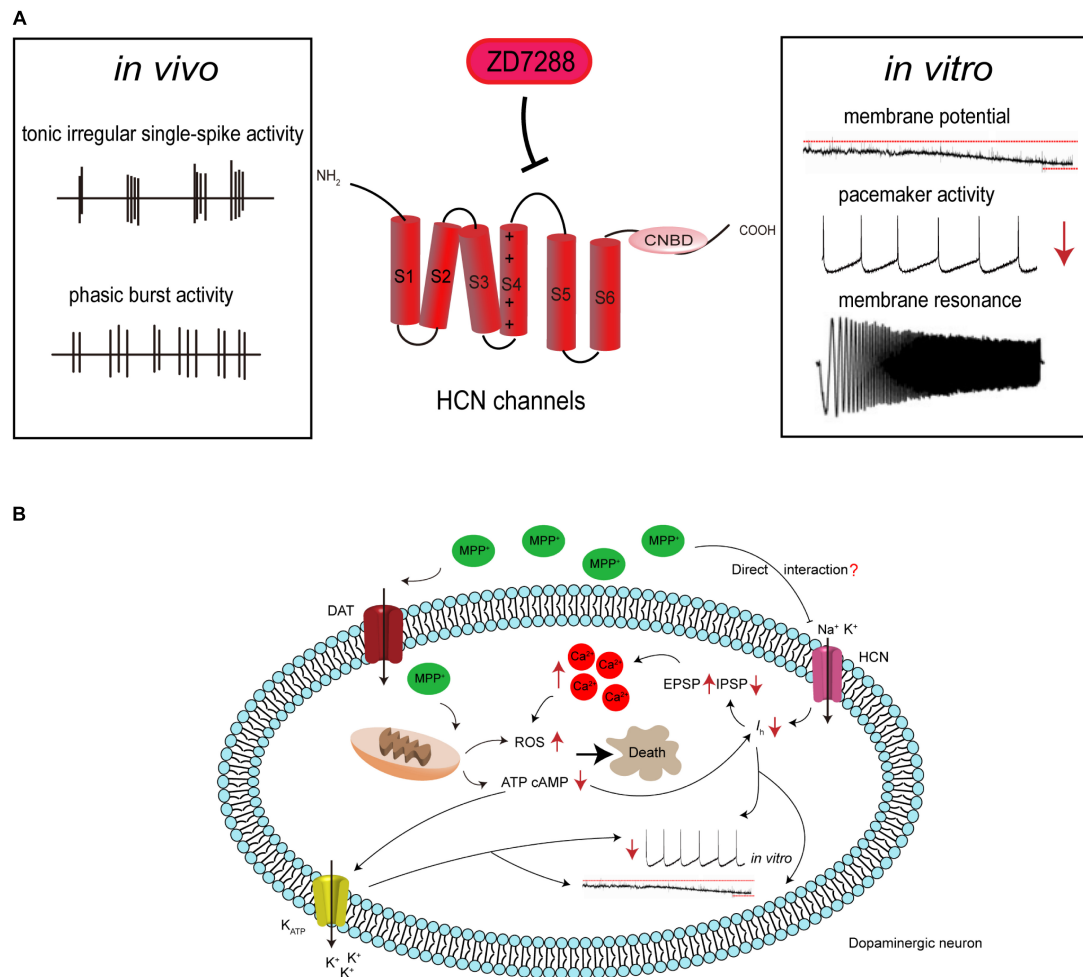 A
in vivo
tonic irregular single-spike activity
phasic burst activity
ZD7288
NH₂
S1
S2
S3
+
+
S4
+
+
S5
S6
CNBD
COOH
HCN channels
in vitro
membrane potential
pacemaker activity
membrane resonance
B
MPP⁺
MPP⁺
MPP⁺
MPP⁺
Direct interaction?
DAT
Na⁺ K⁺
HCN
MPP⁺
Ca²⁺
Ca²⁺
Ca²⁺
Ca²⁺
EPSP IPSP
Iₕ
ROS
Death
ATP cAMP
in vitro
K_ATP
K⁺
K⁺
K⁺
Dopaminergic neuron